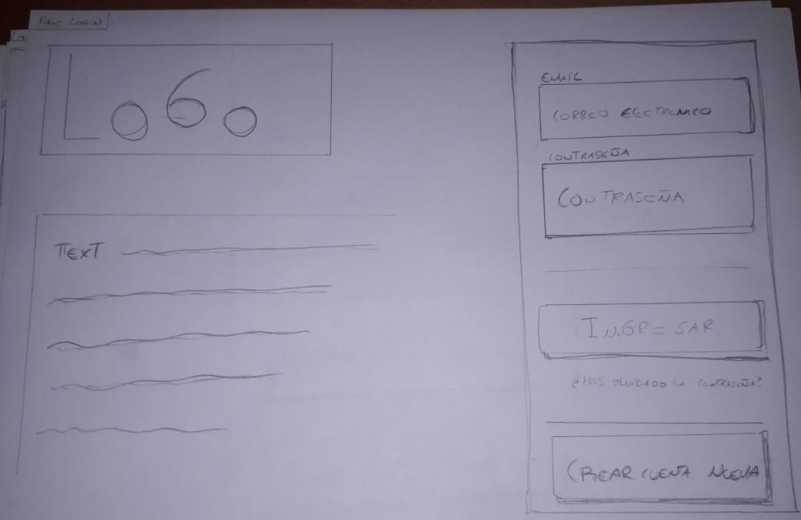 PAGE LOGIN
LOGO
TEXT
EMAIL
CORREO ELECTRONICO
CONTRASEÑA
CONTRASEÑA
INGRESAR
¿HAS OLVIDADO LA CONTRASEÑA?
CREAR CUENTA NUEVA